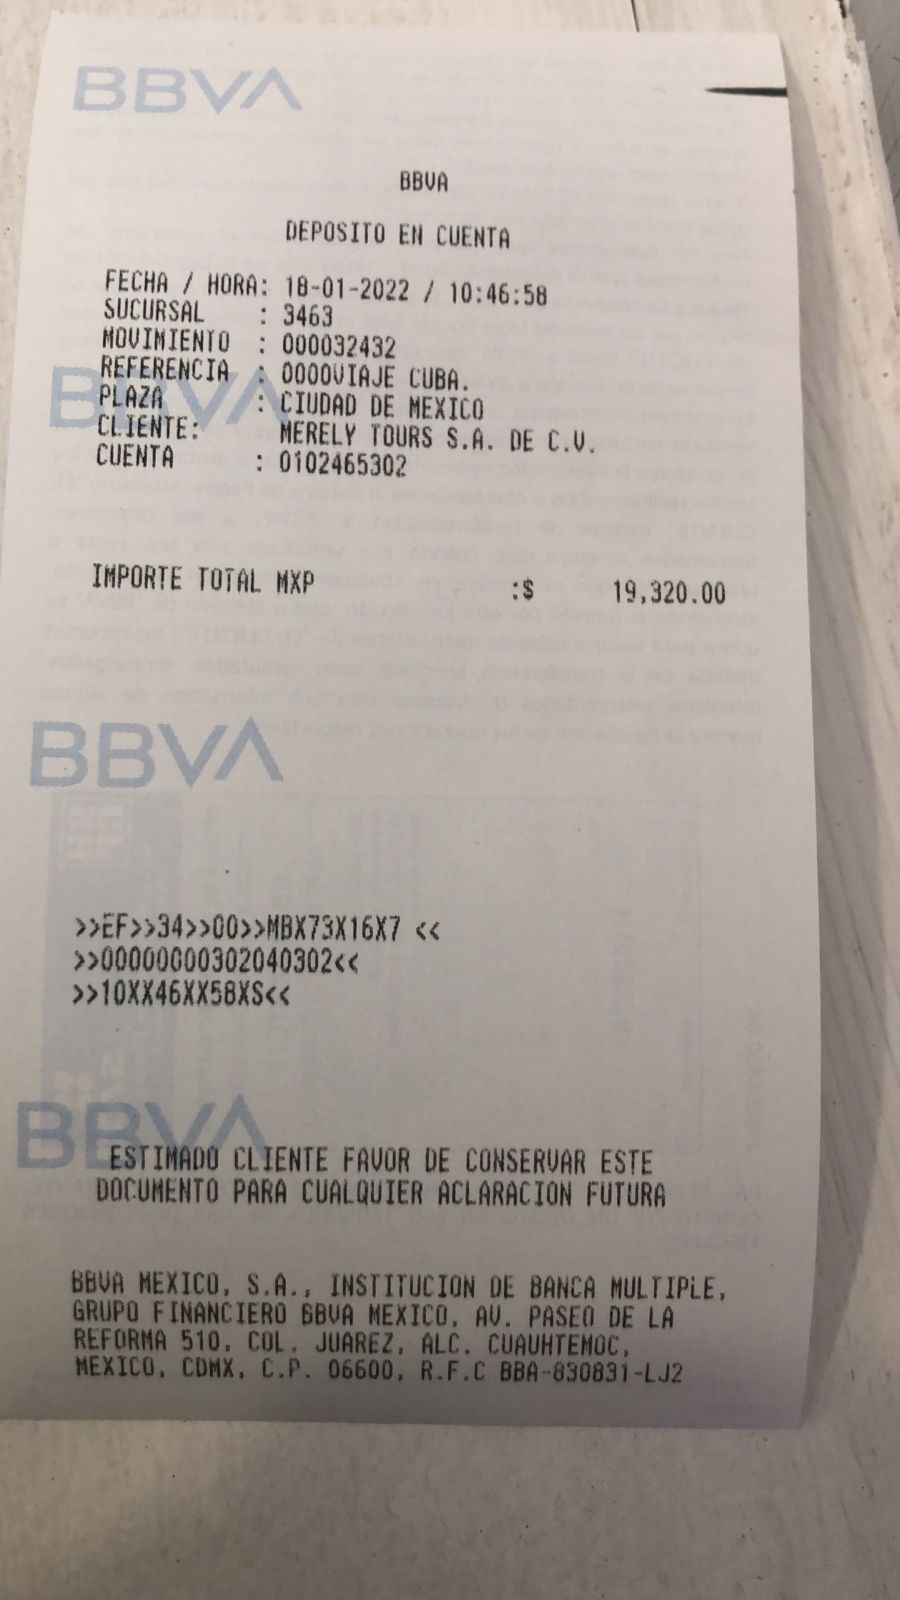 BBVA
BBVA
DEPOSITO EN CUENTA
FECHA / HORA: 18-01-2022 / 10:46:58
SUCURSAL : 3463
MOVIMIENTO : 000032432
REFERENCIA : 0000VIAJE CUBA.
BBVA
PLAZA : CIUDAD DE MEXICO
CLIENTE: MERELY TOURS S.A. DE C.V.
CUENTA : 0102465302
IMPORTE TOTAL MXP :$ 19,320.00
BBVA
>>EF>>34>>00>>MBX73X16X7 <<
>>00000000302040302<<
>>10XX46XX58XS<<
BBVA
ESTIMADO CLIENTE FAVOR DE CONSERVAR ESTE
DOCUMENTO PARA CUALQUIER ACLARACION FUTURA
BBVA MEXICO, S.A., INSTITUCION DE BANCA MULTIPLE,
GRUPO FINANCIERO BBVA MEXICO, AV. PASEO DE LA
REFORMA 510, COL. JUAREZ, ALC. CUAUHTEMOC,
MEXICO, CDMX, C.P. 06600, R.F.C BBA-830831-LJ2